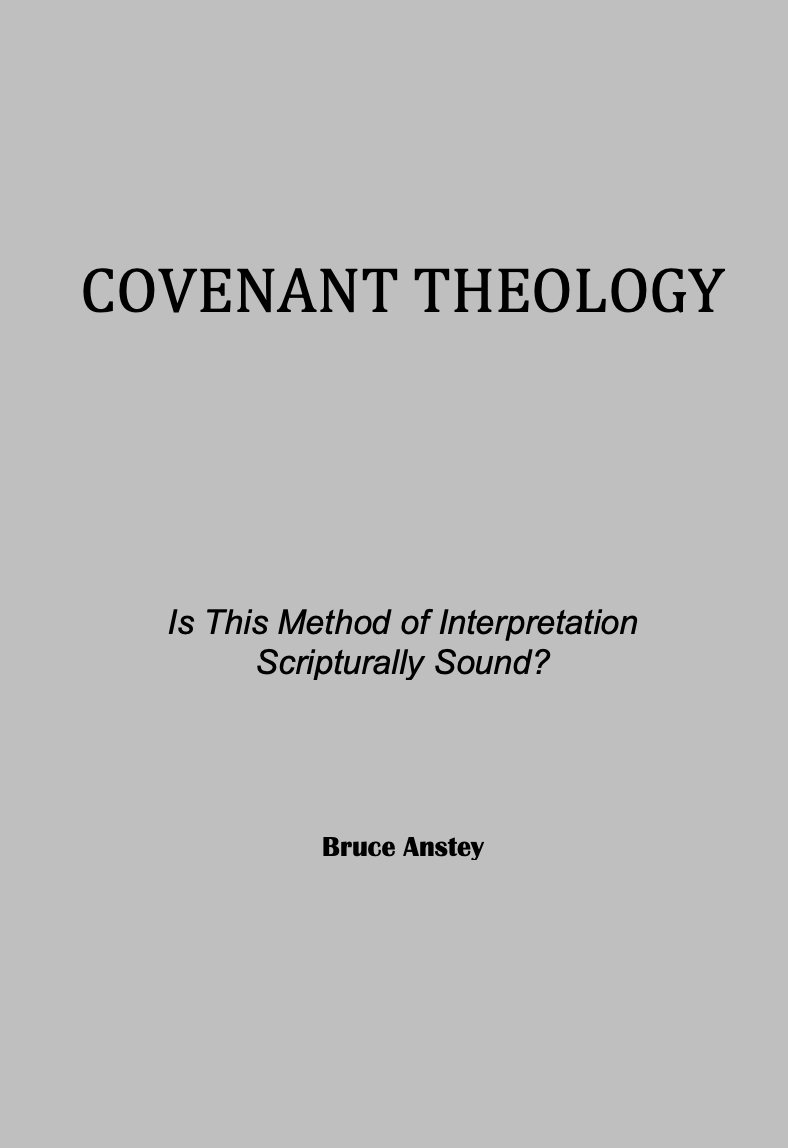 COVENANT THEOLOGY
Is This Method of Interpretation
Scripturally Sound?
Bruce Anstey